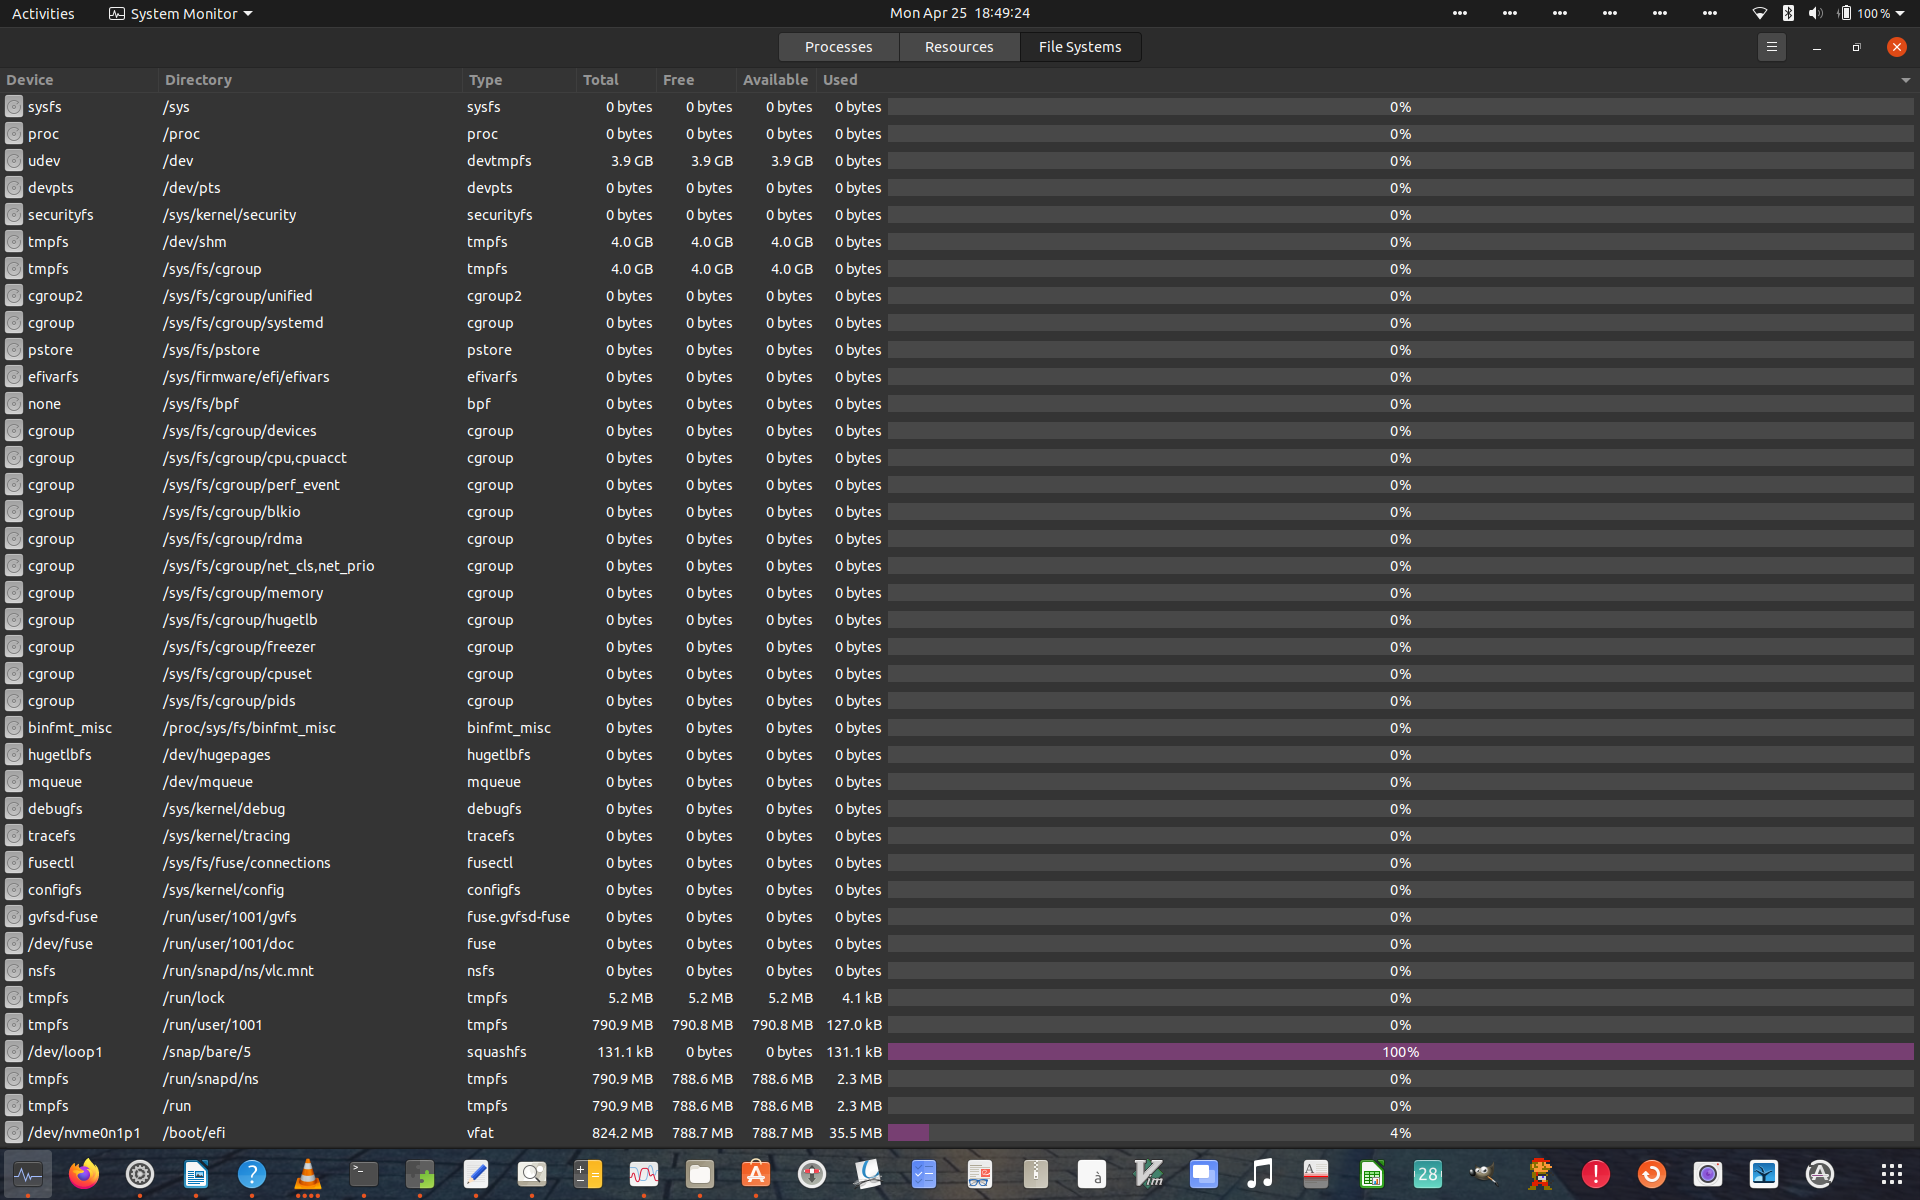 Activities System Monitor Mon Apr 25 18:49:24 100 %
Processes Resources File Systems
Device Directory Type Total Free Available Used
sysfs /sys sysfs 0 bytes 0 bytes 0 bytes 0 bytes 0%
proc /proc proc 0 bytes 0 bytes 0 bytes 0 bytes 0%
udev /dev devtmpfs 3.9 GB 3.9 GB 3.9 GB 0 bytes 0%
devpts /dev/pts devpts 0 bytes 0 bytes 0 bytes 0 bytes 0%
securityfs /sys/kernel/security securityfs 0 bytes 0 bytes 0 bytes 0 bytes 0%
tmpfs /dev/shm tmpfs 4.0 GB 4.0 GB 4.0 GB 0 bytes 0%
tmpfs /sys/fs/cgroup tmpfs 4.0 GB 4.0 GB 4.0 GB 0 bytes 0%
cgroup2 /sys/fs/cgroup/unified cgroup2 0 bytes 0 bytes 0 bytes 0 bytes 0%
cgroup /sys/fs/cgroup/systemd cgroup 0 bytes 0 bytes 0 bytes 0 bytes 0%
pstore /sys/fs/pstore pstore 0 bytes 0 bytes 0 bytes 0 bytes 0%
efivarfs /sys/firmware/efi/efivars efivarfs 0 bytes 0 bytes 0 bytes 0 bytes 0%
none /sys/fs/bpf bpf 0 bytes 0 bytes 0 bytes 0 bytes 0%
cgroup /sys/fs/cgroup/devices cgroup 0 bytes 0 bytes 0 bytes 0 bytes 0%
cgroup /sys/fs/cgroup/cpu,cpuacct cgroup 0 bytes 0 bytes 0 bytes 0 bytes 0%
cgroup /sys/fs/cgroup/perf_event cgroup 0 bytes 0 bytes 0 bytes 0 bytes 0%
cgroup /sys/fs/cgroup/blkio cgroup 0 bytes 0 bytes 0 bytes 0 bytes 0%
cgroup /sys/fs/cgroup/rdma cgroup 0 bytes 0 bytes 0 bytes 0 bytes 0%
cgroup /sys/fs/cgroup/net_cls,net_prio cgroup 0 bytes 0 bytes 0 bytes 0 bytes 0%
cgroup /sys/fs/cgroup/memory cgroup 0 bytes 0 bytes 0 bytes 0 bytes 0%
cgroup /sys/fs/cgroup/hugetlb cgroup 0 bytes 0 bytes 0 bytes 0 bytes 0%
cgroup /sys/fs/cgroup/freezer cgroup 0 bytes 0 bytes 0 bytes 0 bytes 0%
cgroup /sys/fs/cgroup/cpuset cgroup 0 bytes 0 bytes 0 bytes 0 bytes 0%
cgroup /sys/fs/cgroup/pids cgroup 0 bytes 0 bytes 0 bytes 0 bytes 0%
binfmt_misc /proc/sys/fs/binfmt_misc binfmt_misc 0 bytes 0 bytes 0 bytes 0 bytes 0%
hugetlbfs /dev/hugepages hugetlbfs 0 bytes 0 bytes 0 bytes 0 bytes 0%
mqueue /dev/mqueue mqueue 0 bytes 0 bytes 0 bytes 0 bytes 0%
debugfs /sys/kernel/debug debugfs 0 bytes 0 bytes 0 bytes 0 bytes 0%
tracefs /sys/kernel/tracing tracefs 0 bytes 0 bytes 0 bytes 0 bytes 0%
fusectl /sys/fs/fuse/connections fusectl 0 bytes 0 bytes 0 bytes 0 bytes 0%
configfs /sys/kernel/config configfs 0 bytes 0 bytes 0 bytes 0 bytes 0%
gvfsd-fuse /run/user/1001/gvfs fuse.gvfsd-fuse 0 bytes 0 bytes 0 bytes 0 bytes 0%
/dev/fuse /run/user/1001/doc fuse 0 bytes 0 bytes 0 bytes 0 bytes 0%
nsfs /run/snapd/ns/vlc.mnt nsfs 0 bytes 0 bytes 0 bytes 0 bytes 0%
tmpfs /run/lock tmpfs 5.2 MB 5.2 MB 5.2 MB 4.1 kB 0%
tmpfs /run/user/1001 tmpfs 790.9 MB 790.8 MB 790.8 MB 127.0 kB 0%
/dev/loop1 /snap/bare/5 squashfs 131.1 kB 0 bytes 0 bytes 131.1 kB 100%
tmpfs /run/snapd/ns tmpfs 790.9 MB 788.6 MB 788.6 MB 2.3 MB 0%
tmpfs /run tmpfs 790.9 MB 788.6 MB 788.6 MB 2.3 MB 0%
/dev/nvme0n1p1 /boot/efi vfat 824.2 MB 788.7 MB 788.7 MB 35.5 MB 4%
à Vim A 28